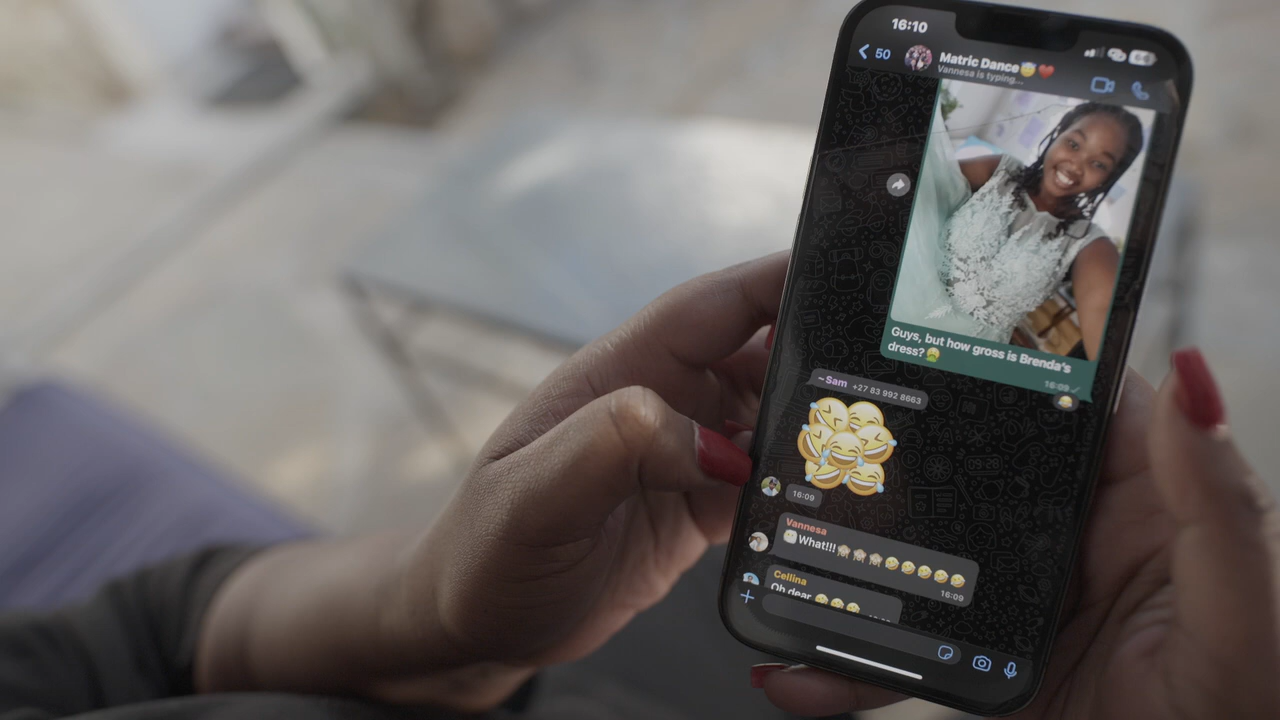 16:10
50
Matric Dance😇❤️
Vannesa is typing...
Guys, but how gross is Brenda's
dress?🤮
16:09
~Sam +27 83 992 8663
16:09
Vannesa
What!!!🙈🙈🙈🤣🤣🤣🤣🤣
16:09
Cellina
Oh dear 🤣🤣🤣